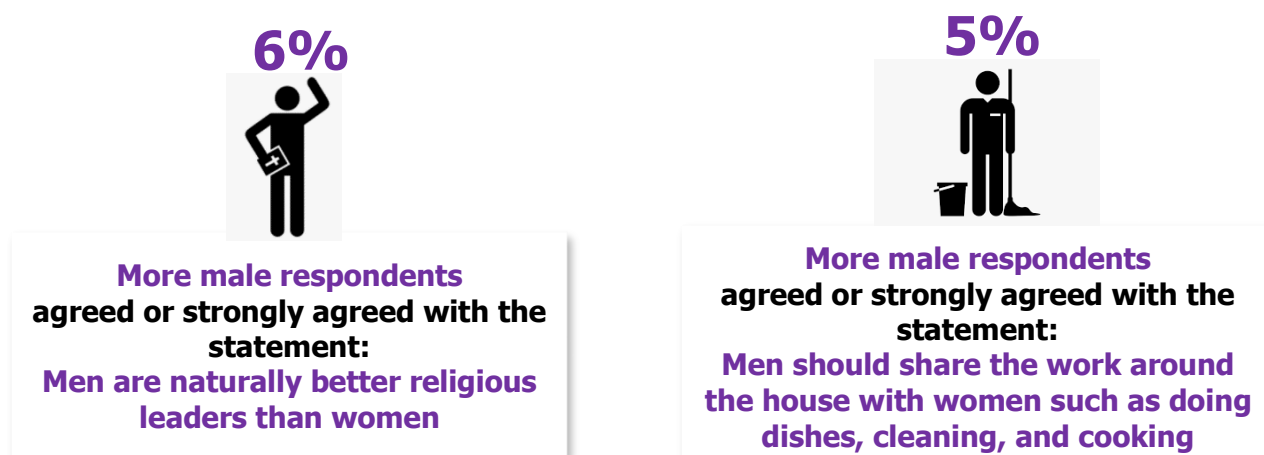 6%
More male respondents
agreed or strongly agreed with the
statement:
Men are naturally better religious
leaders than women
5%
More male respondents
agreed or strongly agreed with the
statement:
Men should share the work around
the house with women such as doing
dishes, cleaning, and cooking